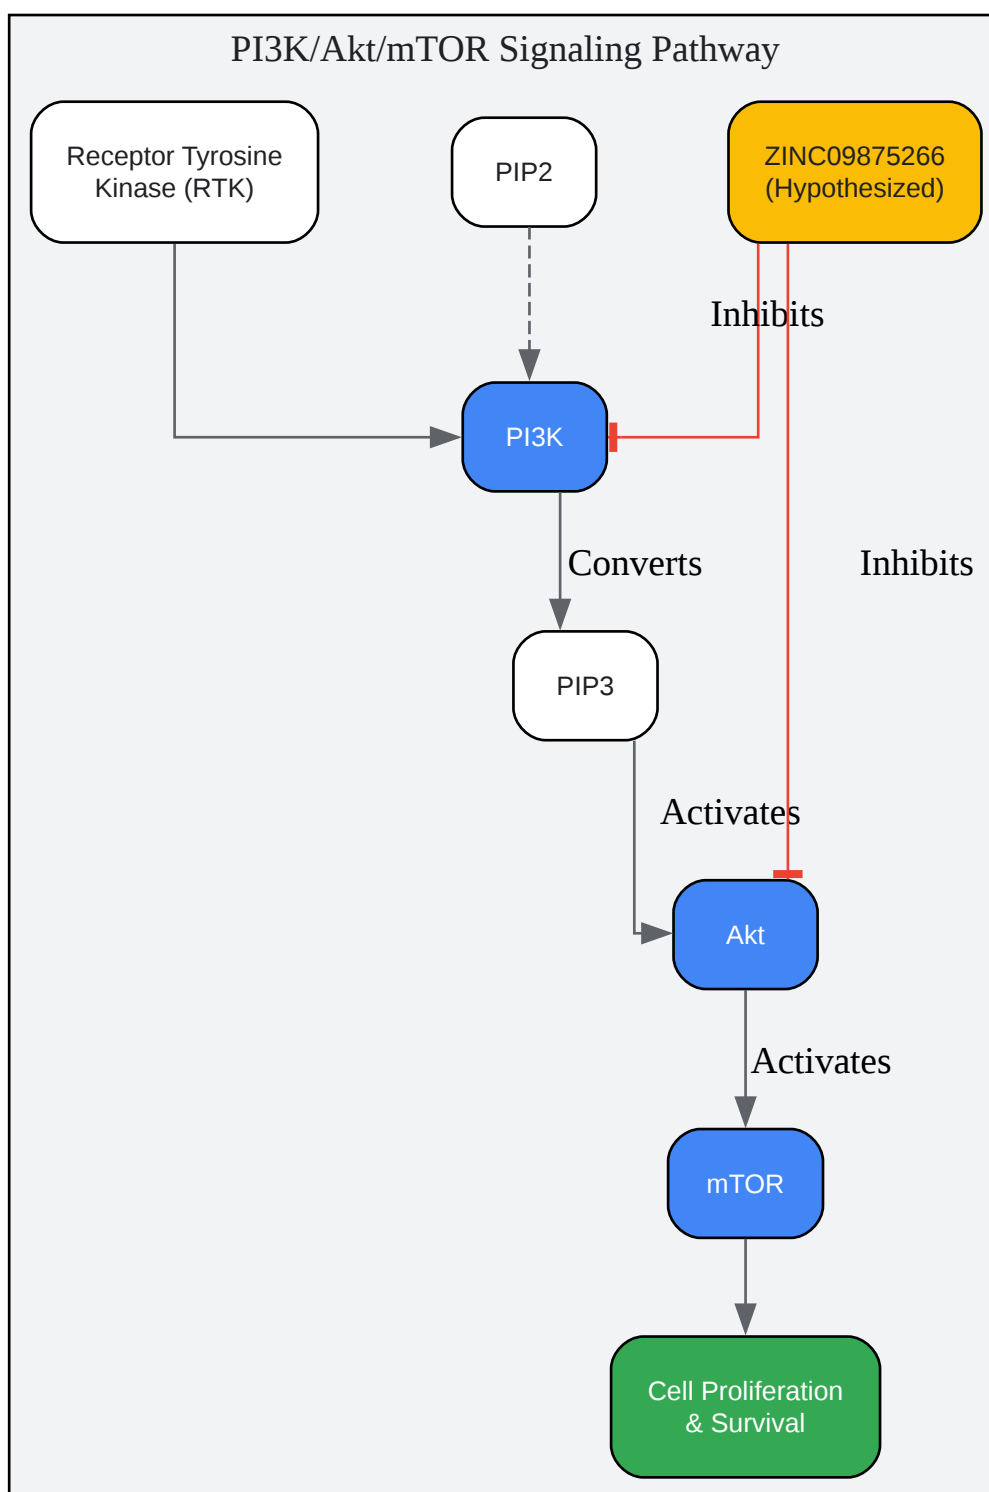 PI3K/Akt/mTOR Signaling Pathway
Receptor Tyrosine
Kinase (RTK)
PIP2
ZINC09875266
(Hypothesized)
Inhibits
PI3K
Converts
Inhibits
PIP3
Activates
Akt
Activates
mTOR
Cell Proliferation
& Survival